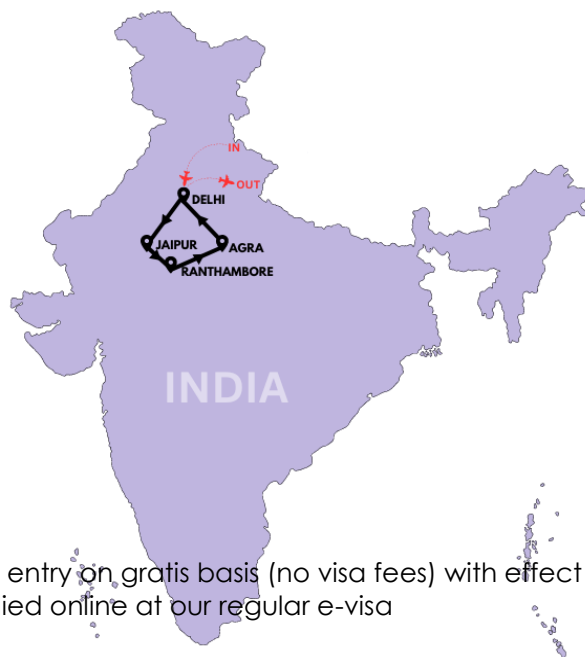 IN
OUT
DELHI
JAIPUR
AGRA
RANTHAMBORE
INDIA
entry on gratis basis (no visa fees) with effect
ied online at our regular e-visa